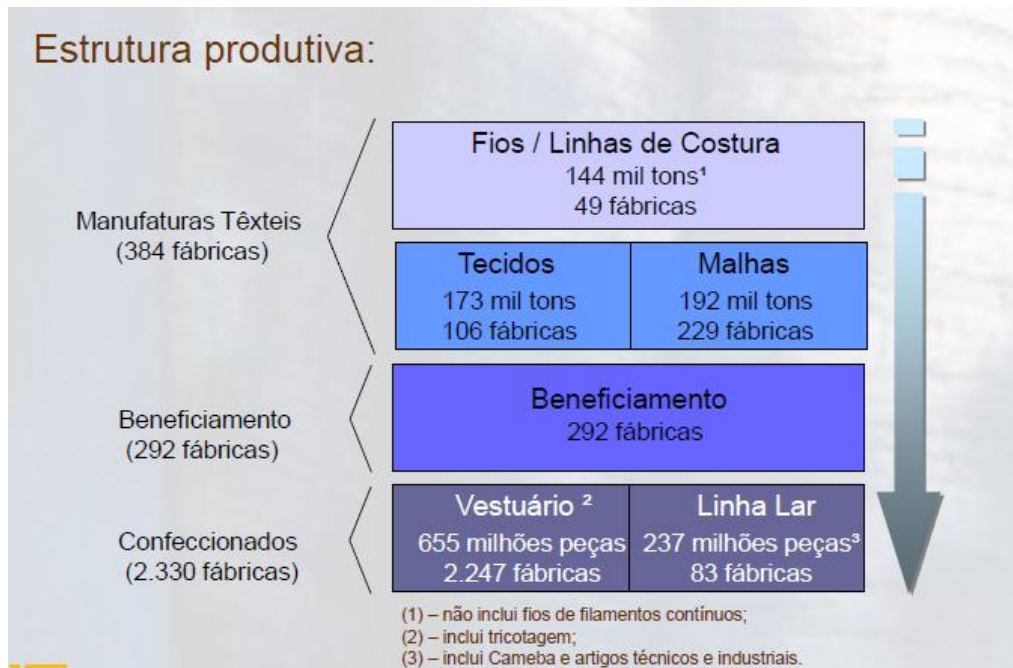 Estrutura produtiva:
Manufaturas Têxteis
(384 fábricas)
Fios / Linhas de Costura
144 mil tons¹
49 fábricas
Tecidos
173 mil tons
106 fábricas
Malhas
192 mil tons
229 fábricas
Beneficiamento
(292 fábricas)
Beneficiamento
292 fábricas
Confeccionados
(2.330 fábricas)
Vestuário ²
655 milhões peças
2.247 fábricas
Linha Lar
237 milhões peças³
83 fábricas
(1) – não inclui fios de filamentos contínuos;
(2) – inclui tricotagem;
(3) – inclui Cameba e artigos técnicos e industriais.